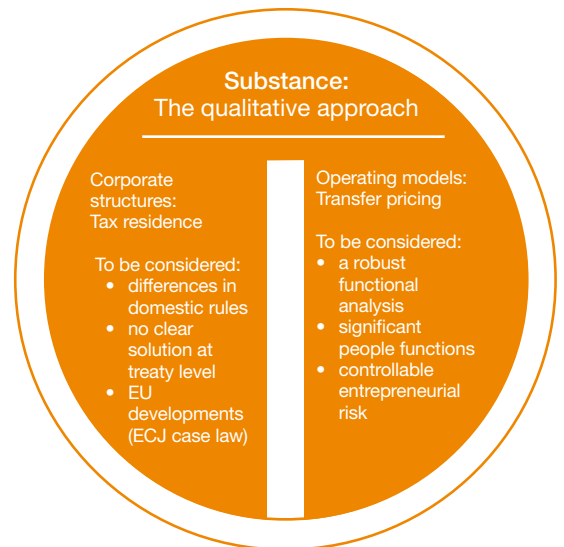 Substance:
The qualitative approach
Corporate
structures:
Tax residence
To be considered:
• differences in
domestic rules
• no clear
solution at
treaty level
• EU
developments
(ECJ case law)
Operating models:
Transfer pricing
To be considered:
• a robust
functional
analysis
• significant
people functions
• controllable
entrepreneurial
risk